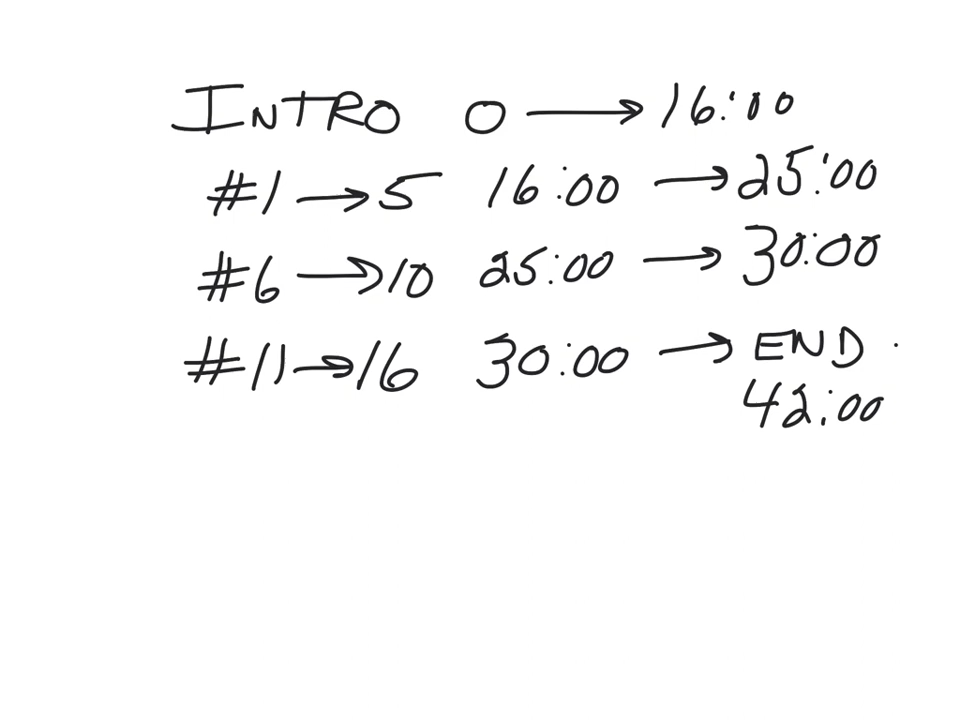 INTRO 0 → 16:00
#1 → 5 16:00 → 25:00
#6 → 10 25:00 → 30:00
#11 → 16 30:00 → END
42:00